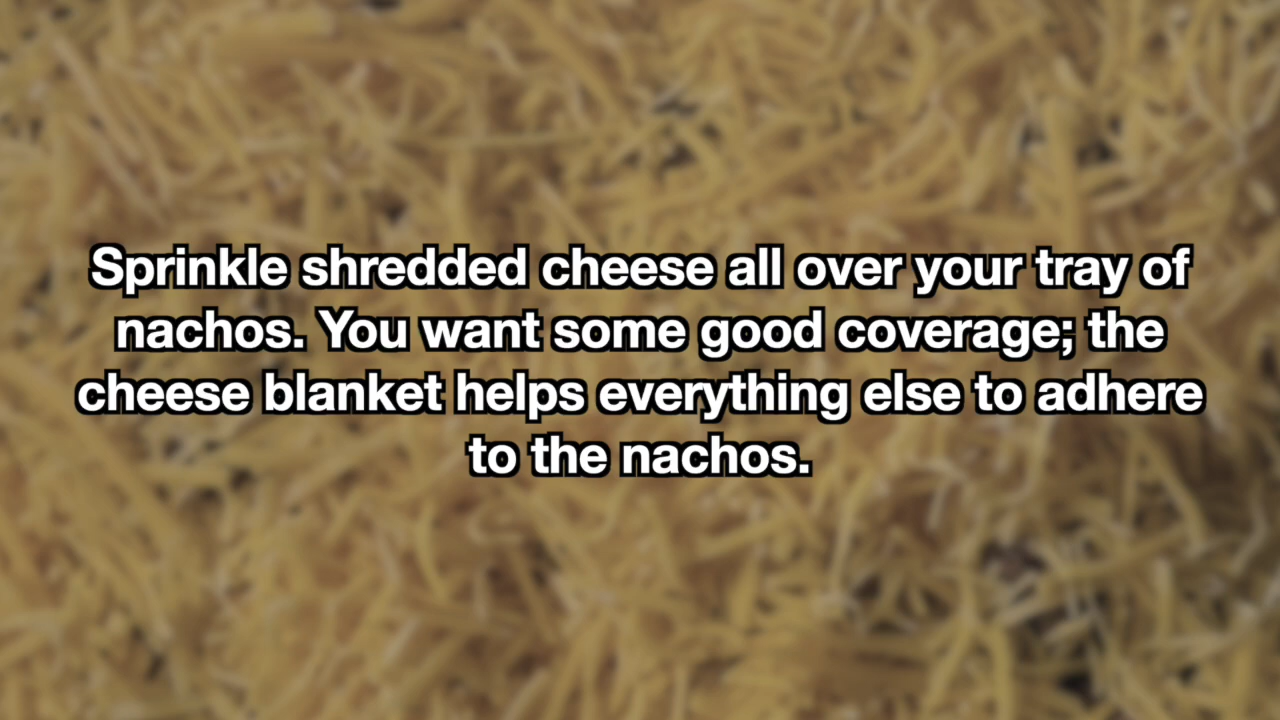 Sprinkle shredded cheese all over your tray of
nachos. You want some good coverage; the
cheese blanket helps everything else to adhere
to the nachos.